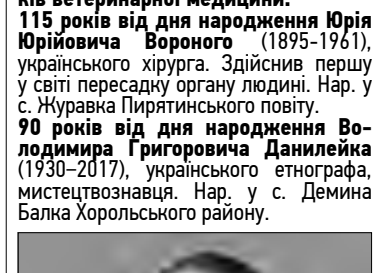 ків ветеринарної медицини.
115 років від дня народження Юрія
Юрійовича Вороного (1895-1961),
українського хірурга. Здійснив першу
у світі пересадку органу людині. Нар. у
с. Журавка Пирятинського повіту.
90 років від дня народження Во-
лодимира Григоровича Данилейка
(1930–2017), українського етнографа,
мистецтвознавця. Нар. у с. Демина
Балка Хорольського району.